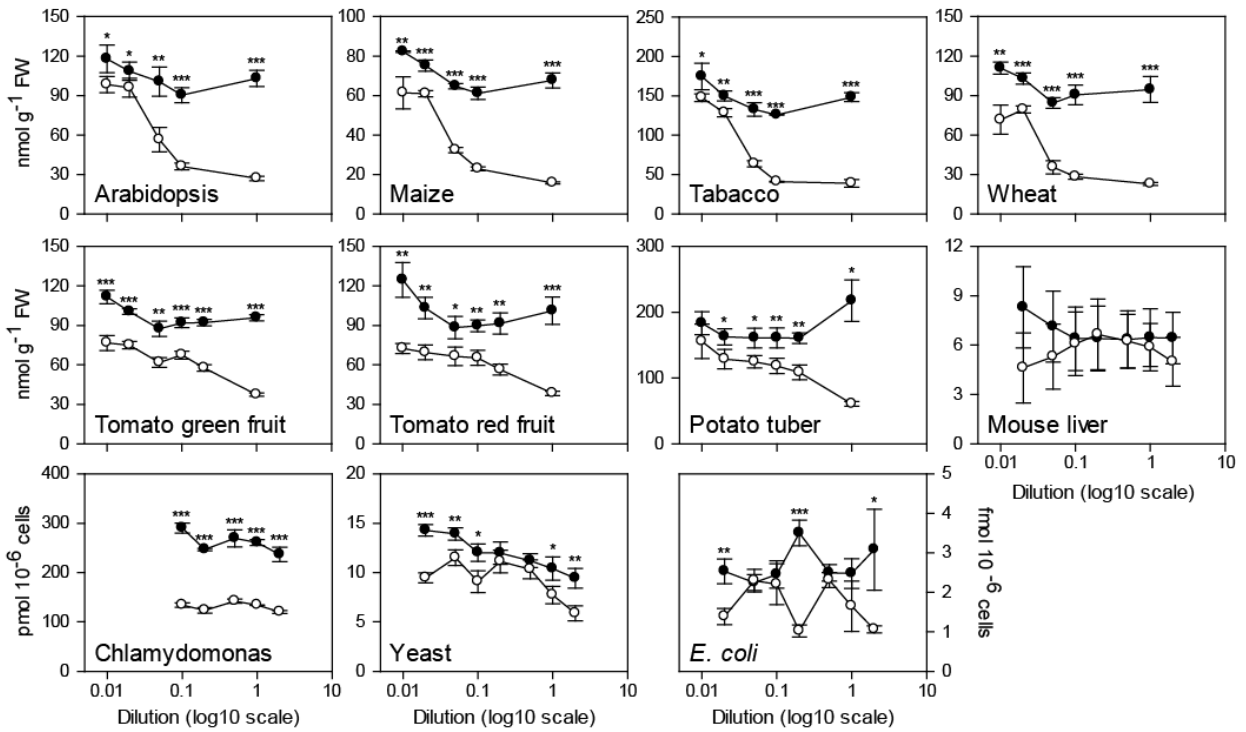 nmol g⁻¹ FW
150
120
90
60
30
0
* * ** *** ***
Arabidopsis
100
80
60
40
20
0
** *** *** *** ***
Maize
250
200
150
100
50
0
* ** *** *** ***
Tabacco
150
120
90
60
30
0
** *** *** *** ***
Wheat
nmol g⁻¹ FW
150
120
90
60
30
0
*** *** *** *** *** ***
Tomato green fruit
150
120
90
60
30
0
** ** * ** ** ***
Tomato red fruit
300
200
100
0
* * ** ** *
Potato tuber
12
9
6
3
0
Mouse liver
0.01 0.1 1 10
Dilution (log10 scale)
pmol 10⁻⁶ cells
400
300
200
100
0
*** *** *** *** ***
Chlamydomonas
0.01 0.1 1 10
Dilution (log10 scale)
20
15
10
5
0
*** ** * * **
Yeast
0.01 0.1 1 10
Dilution (log10 scale)
** *** *
E. coli
0.01 0.1 1 10
Dilution (log10 scale)
5
4
3
2
1
0
fmol 10 ⁻⁶ cells